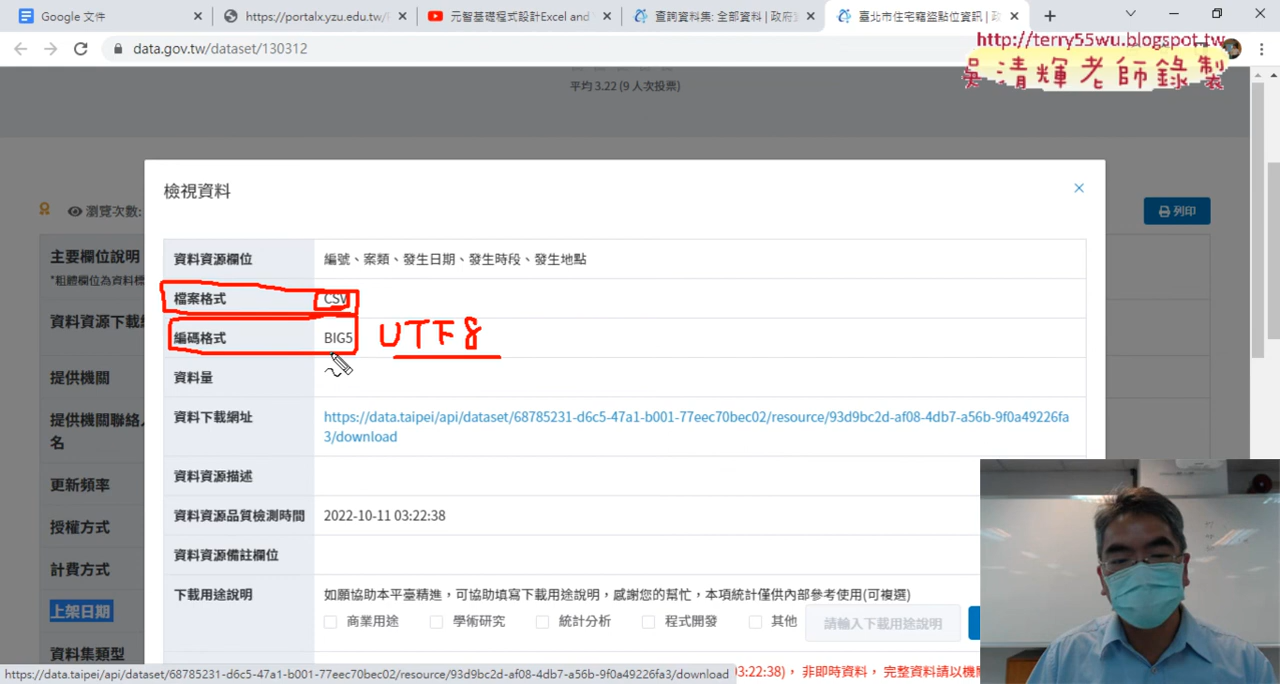 Google 文件
https://portalx.yzu.edu.tw/
元智基礎程式設計Excel and
查詢資料集: 全部資料 | 政府
臺北市住宅竊盜點位資訊 | 政
data.gov.tw/dataset/130312
http://terry55wu.blogspot.tw
吳清輝老師錄製
平均 3.22 (9 人次投票)
檢視資料
瀏覽次數:
列印
主要欄位說明
*粗體欄位為資料標
資料資源欄位
編號、案類、發生日期、發生時段、發生地點
檔案格式
CSV
資料資源下載
編碼格式
BIG5
UTF8
提供機關
資料量
提供機關聯絡
名
資料下載網址
https://data.taipei/api/dataset/68785231-d6c5-47a1-b001-77eec70bec02/resource/93d9bc2d-af08-4db7-a56b-9f0a49226fa
3/download
更新頻率
資料資源描述
授權方式
資料資源品質檢測時間
2022-10-11 03:22:38
計費方式
資料資源備註欄位
上架日期
下載用途說明
如願協助本平臺精進，可協助填寫下載用途說明，感謝您的幫忙，本項統計僅供內部參考使用(可複選)
商業用途
學術研究
統計分析
程式開發
其他
請輸入下載用途說明
資料集類型
https://data.taipei/api/dataset/68785231-d6c5-47a1-b001-77eec70bec02/resource/93d9bc2d-af08-4db7-a56b-9f0a49226fa3/download
03:22:38)， 非即時資料， 完整資料請以機